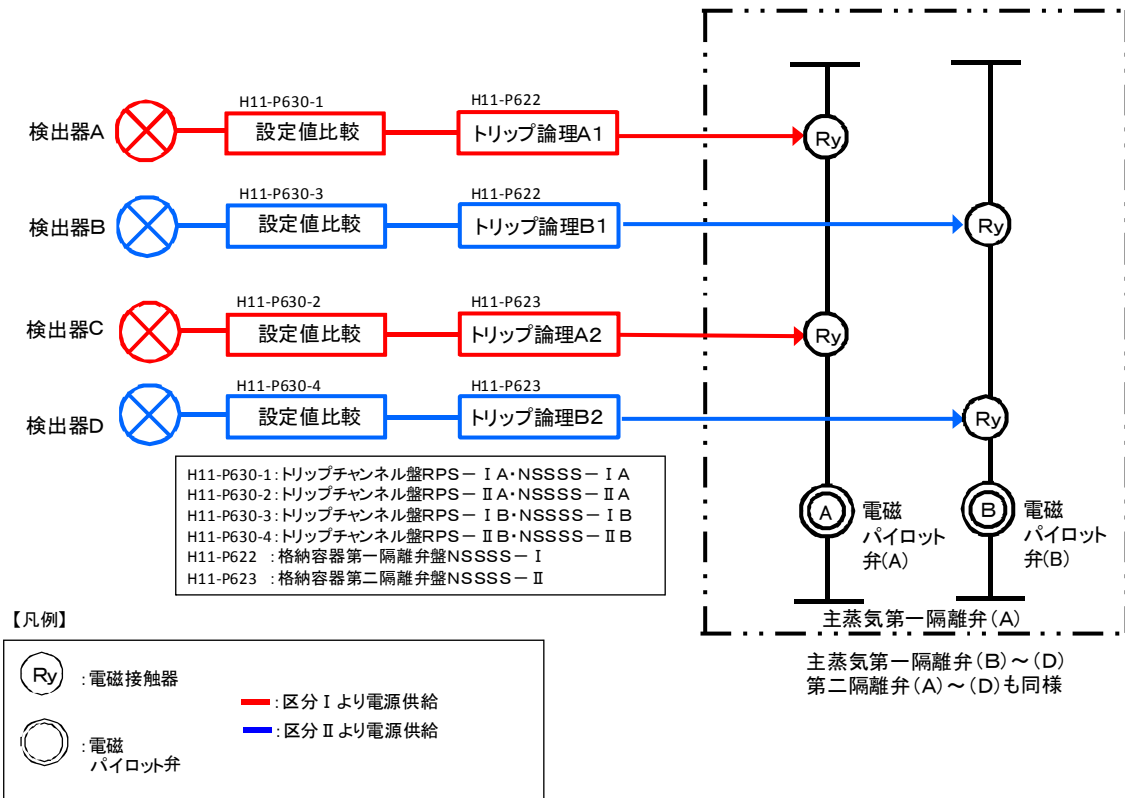 検出器A
H11-P630-1
設定値比較
H11-P622
トリップ論理A1
Ry
検出器B
H11-P630-3
設定値比較
H11-P622
トリップ論理B1
Ry
検出器C
H11-P630-2
設定値比較
H11-P623
トリップ論理A2
Ry
検出器D
H11-P630-4
設定値比較
H11-P623
トリップ論理B2
Ry
H11-P630-1:トリップチャンネル盤RPS－ⅠA・NSSSS－ⅠA
H11-P630-2:トリップチャンネル盤RPS－ⅡA・NSSSS－ⅡA
H11-P630-3:トリップチャンネル盤RPS－ⅠB・NSSSS－ⅠB
H11-P630-4:トリップチャンネル盤RPS－ⅡB・NSSSS－ⅡB
H11-P622 :格納容器第一隔離弁盤NSSSS－Ⅰ
H11-P623 :格納容器第二隔離弁盤NSSSS－Ⅱ
A
電磁
パイロット
弁(A)
B
電磁
パイロット
弁(B)
主蒸気第一隔離弁(A)
主蒸気第一隔離弁(B)～(D)
第二隔離弁(A)～(D)も同様
【凡例】
Ry
:電磁接触器
:電磁
パイロット弁
:区分Ⅰより電源供給
:区分Ⅱより電源供給